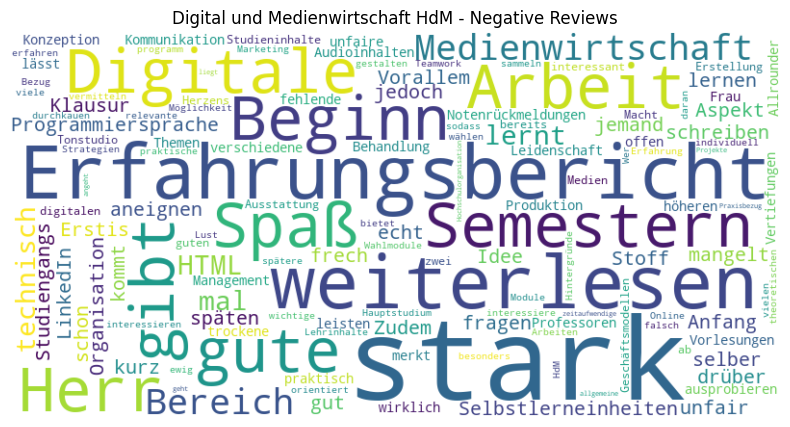 Digital und Medienwirtschaft HdM - Negative Reviews
Konzeption Kommunikation Studieninhalte unfaire Medienwirtschaft
erfahren programm Marketing Audioinhalten interessant Erstellung
lässt Digitale gestalten Teamwork sammeln Arbeit
viele Bezug vermitteln liegt Vorallem lernen Allrounder
durchkauen Herzens jedoch daran
Klausur relevante Möglichkeit Beginn fehlende Notenrückmeldungen sodass bereits Macht Frau Aspekt
Programmiersprache verschiedene lernt wählen jemand schreiben
Tonstudio Themen Behandlung Leidenschaft Wer offen individuell
Strategien praktische Erfahrung Projekte
Erfahrungsbericht Hochschulorganisation Medien Vertiefungen
angeht Praxisbezug
digitalen aneignen Spaß Ausstattung Semestern Produktion höheren
Erstis Lust guten bietet echt zwei Idee Stoff mangelt
technisch studiengangs LinkedIn Organisation schon kommt gibt HTML spätere Wahlmodule frech Hintergründe
Management weiterlesen Module Online vielen theoretischen
interessieren mal wichtige Hauptstudium interessiere zeitaufwendige falsch
späten leisten Zudem fragen Professoren Anfang
trockene Lehrinhalte Arbeiten Geschäftsmodellen Vorlesungen
kurz gute merkt besonders ab selber
ewig praktisch stark HdM drüber
Herr orientiert ausprobieren
Bereich gut wirklich Selbstlerneinheiten unfair
geht allgemeine